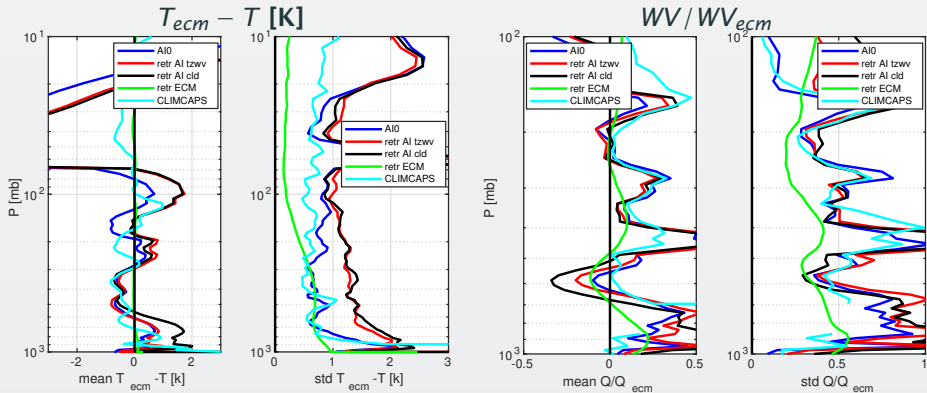 T_ecm − T [K]
WV/WV_ecm
10^1
10^2
10^3
P [mb]
-2
0
2
mean T_ecm -T [k]
AI0
retr AI tzwv
retr AI cld
retr ECM
CLIMCAPS
10^1
10^2
10^3
0
1
2
3
std T_ecm -T [k]
AI0
retr AI tzwv
retr AI cld
retr ECM
CLIMCAPS
10^2
10^3
P [mb]
-0.5
0
0.5
mean Q/Q_ecm
AI0
retr AI tzwv
retr AI cld
retr ECM
CLIMCAPS
10^2
10^3
0
0.5
1
std Q/Q_ecm
AI0
retr AI tzwv
retr AI cld
retr ECM
CLIMCAPS